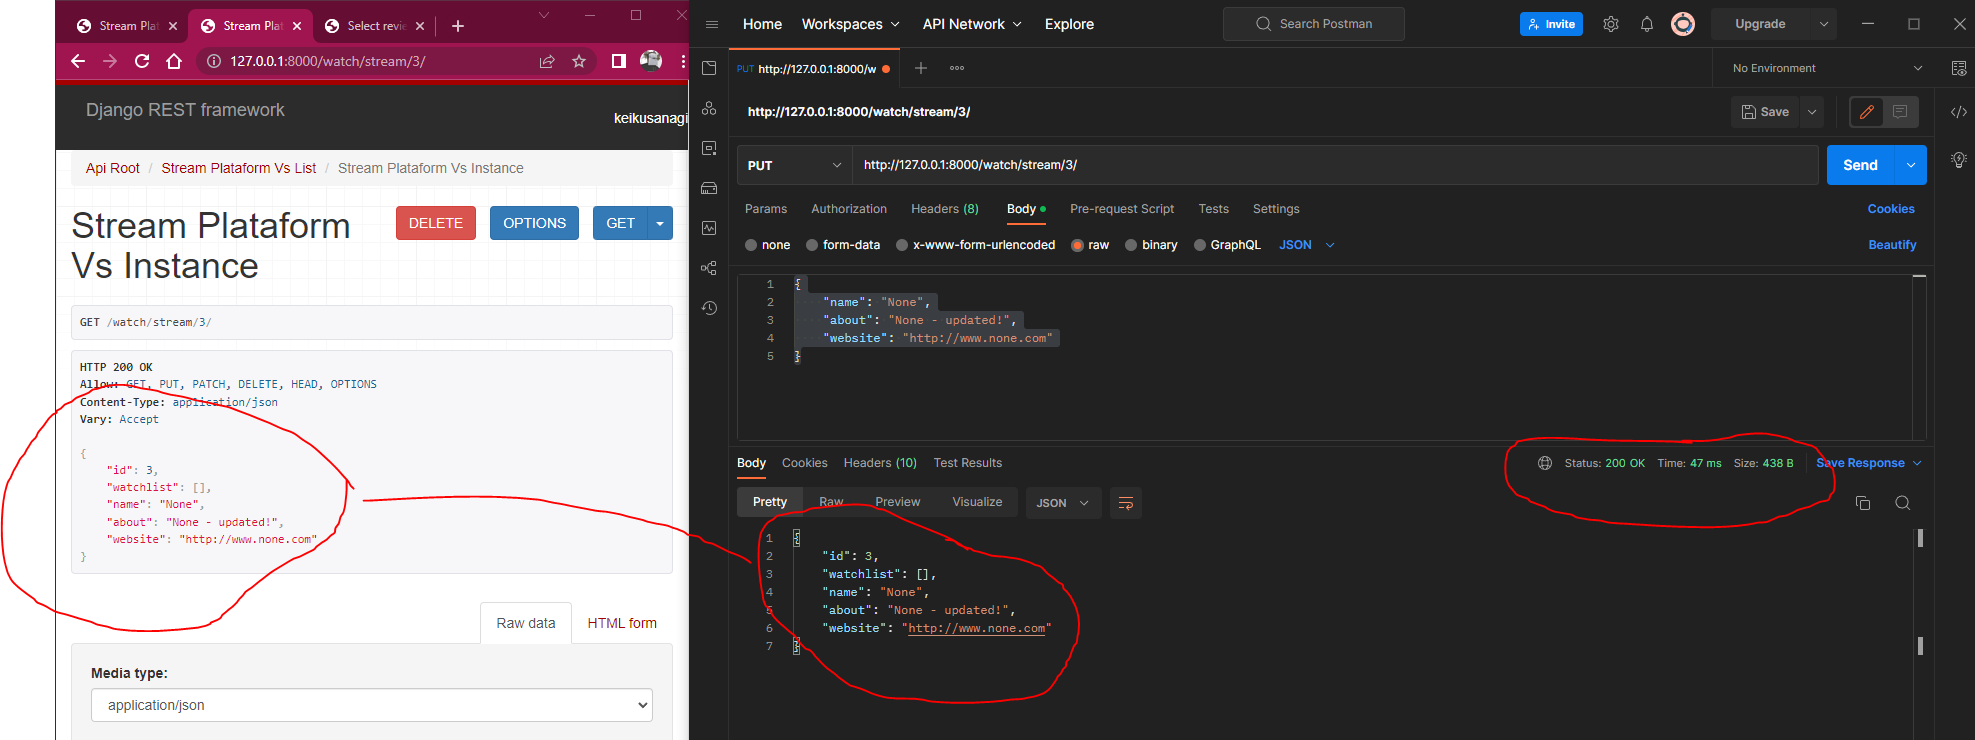 Stream Plat
Stream Plat
Select revie
127.0.0.1:8000/watch/stream/3/
Django REST framework
keikusanagi
Api Root / Stream Plataform Vs List / Stream Plataform Vs Instance
Stream Plataform
Vs Instance
DELETE
OPTIONS
GET
GET /watch/stream/3/
HTTP 200 OK
Allow: GET, PUT, PATCH, DELETE, HEAD, OPTIONS
Content-Type: application/json
Vary: Accept
{
"id": 3,
"watchlist": [],
"name": "None",
"about": "None - updated!",
"website": "http://www.none.com"
}
Raw data
HTML form
Media type:
application/json
Home
Workspaces
API Network
Explore
Search Postman
Invite
Upgrade
PUT http://127.0.0.1:8000/w
No Environment
http://127.0.0.1:8000/watch/stream/3/
Save
PUT
http://127.0.0.1:8000/watch/stream/3/
Send
Params
Authorization
Headers (8)
Body
Pre-request Script
Tests
Settings
Cookies
none
form-data
x-www-form-urlencoded
raw
binary
GraphQL
JSON
Beautify
1 {
2 "name": "None",
3 "about": "None - updated!",
4 "website": "http://www.none.com"
5 }
Body
Cookies
Headers (10)
Test Results
Status: 200 OK
Time: 47 ms
Size: 438 B
Save Response
Pretty
Raw
Preview
Visualize
JSON
1 {
2 "id": 3,
3 "watchlist": [],
4 "name": "None",
5 "about": "None - updated!",
6 "website": "http://www.none.com"
7 }